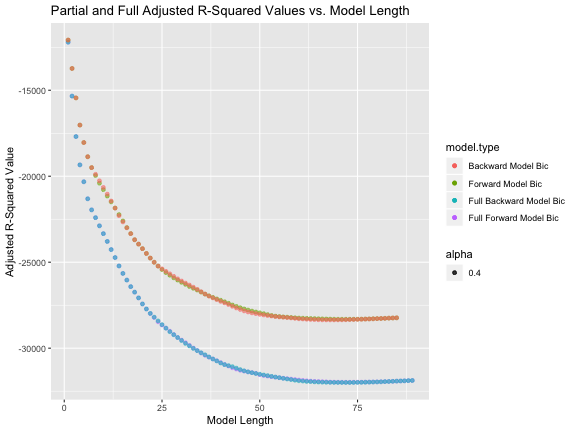 Partial and Full Adjusted R-Squared Values vs. Model Length
Adjusted R-Squared Value
-15000
-20000
-25000
-30000
0
25
50
75
Model Length
model.type
Backward Model Bic
Forward Model Bic
Full Backward Model Bic
Full Forward Model Bic
alpha
0.4